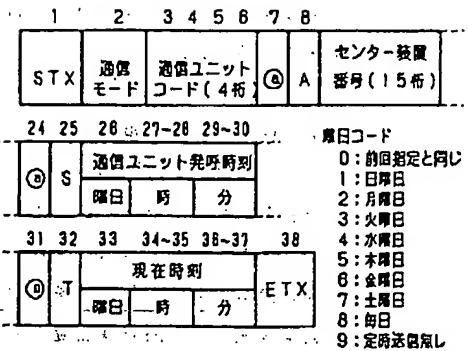 1 2 3 4 5 6 7 8
STX 通信モード 通信ユニットコード(4桁) ⓐ A センター装置番号(15桁)
24 25 26 27~28 29~30
ⓐ S 通信ユニット発呼時刻
曜日 時 分
31 32 33 34~35 36~37 38
ⓐ T 現在時刻 ETX
曜日 時 分
曜日コード
0:前回指定と同じ
1:日曜日
2:月曜日
3:火曜日
4:水曜日
5:木曜日
6:金曜日
7:土曜日
8:毎日
9:定時送信無し